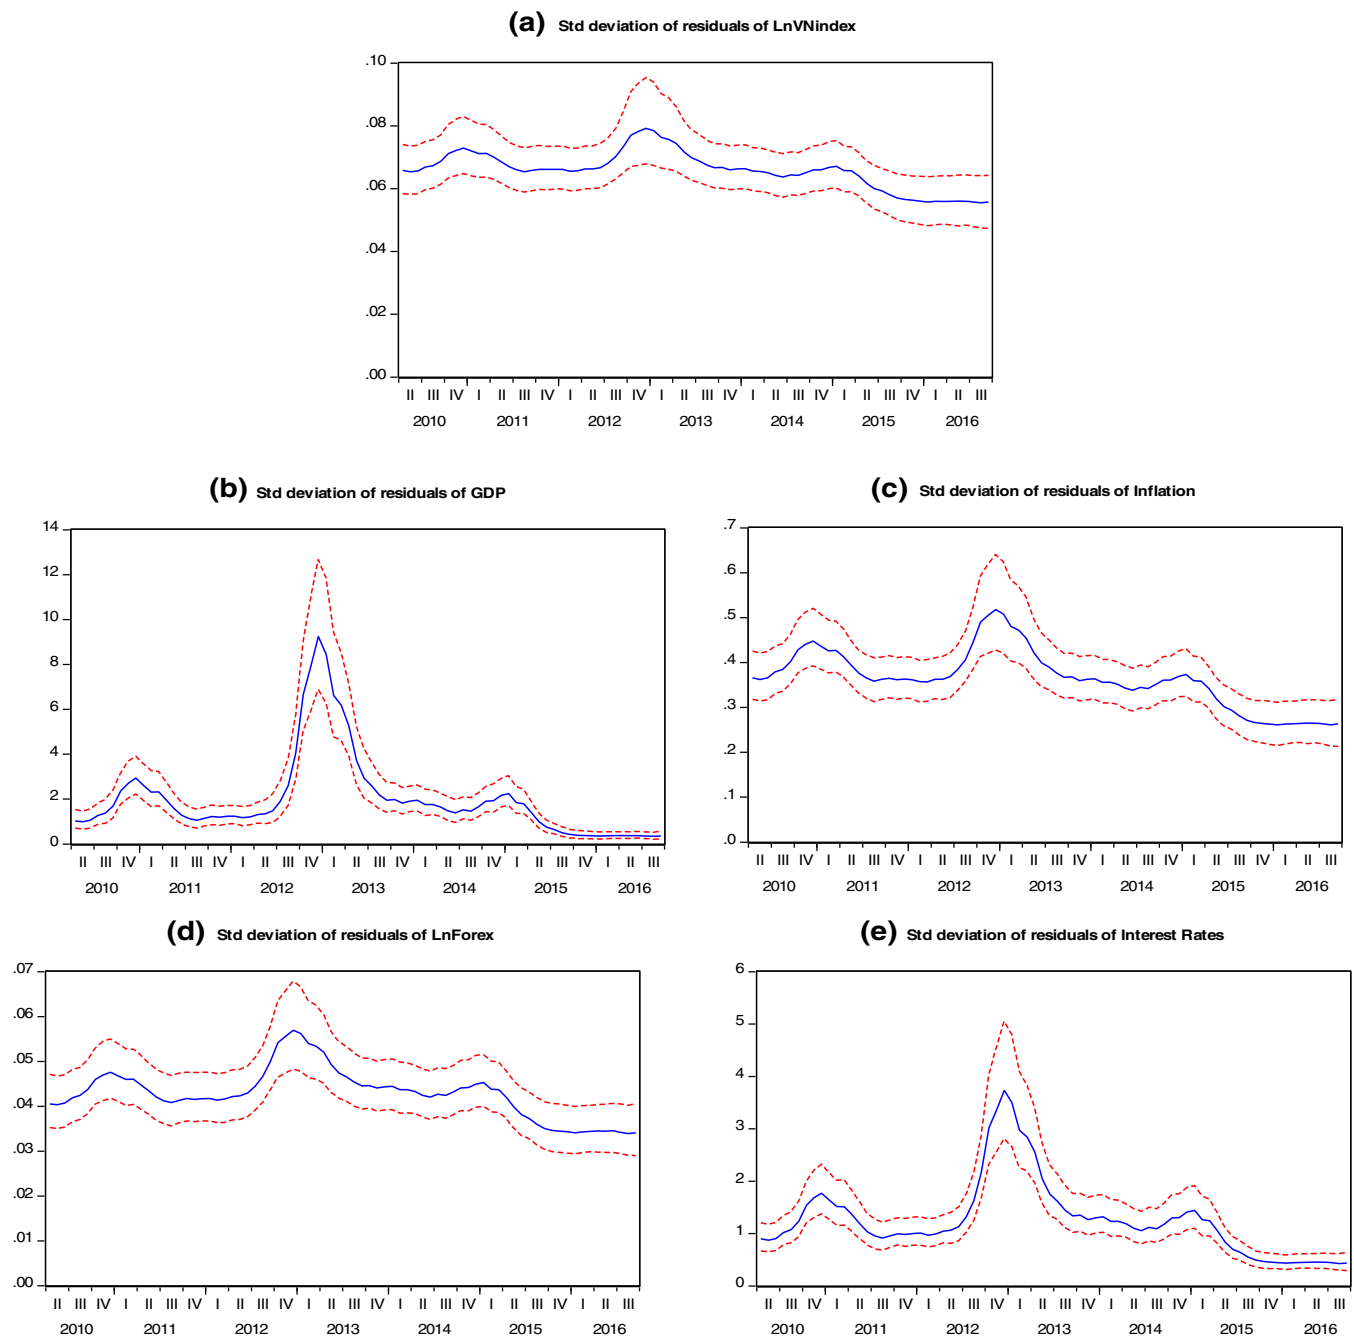 (a) Std deviation of residuals of LnVNindex
.10
.08
.06
.04
.02
.00
II III IV I II III IV I II III IV I II III IV I II III IV I II III IV I II III
2010 2011 2012 2013 2014 2015 2016
(b) Std deviation of residuals of GDP
14
12
10
8
6
4
2
0
II III IV I II III IV I II III IV I II III IV I II III IV I II III IV I II III
2010 2011 2012 2013 2014 2015 2016
(c) Std deviation of residuals of Inflation
.7
.6
.5
.4
.3
.2
.1
.0
II III IV I II III IV I II III IV I II III IV I II III IV I II III IV I II III
2010 2011 2012 2013 2014 2015 2016
(d) Std deviation of residuals of LnForex
.07
.06
.05
.04
.03
.02
.01
.00
II III IV I II III IV I II III IV I II III IV I II III IV I II III IV I II III
2010 2011 2012 2013 2014 2015 2016
(e) Std deviation of residuals of Interest Rates
6
5
4
3
2
1
0
II III IV I II III IV I II III IV I II III IV I II III IV I II III IV I II III
2010 2011 2012 2013 2014 2015 2016